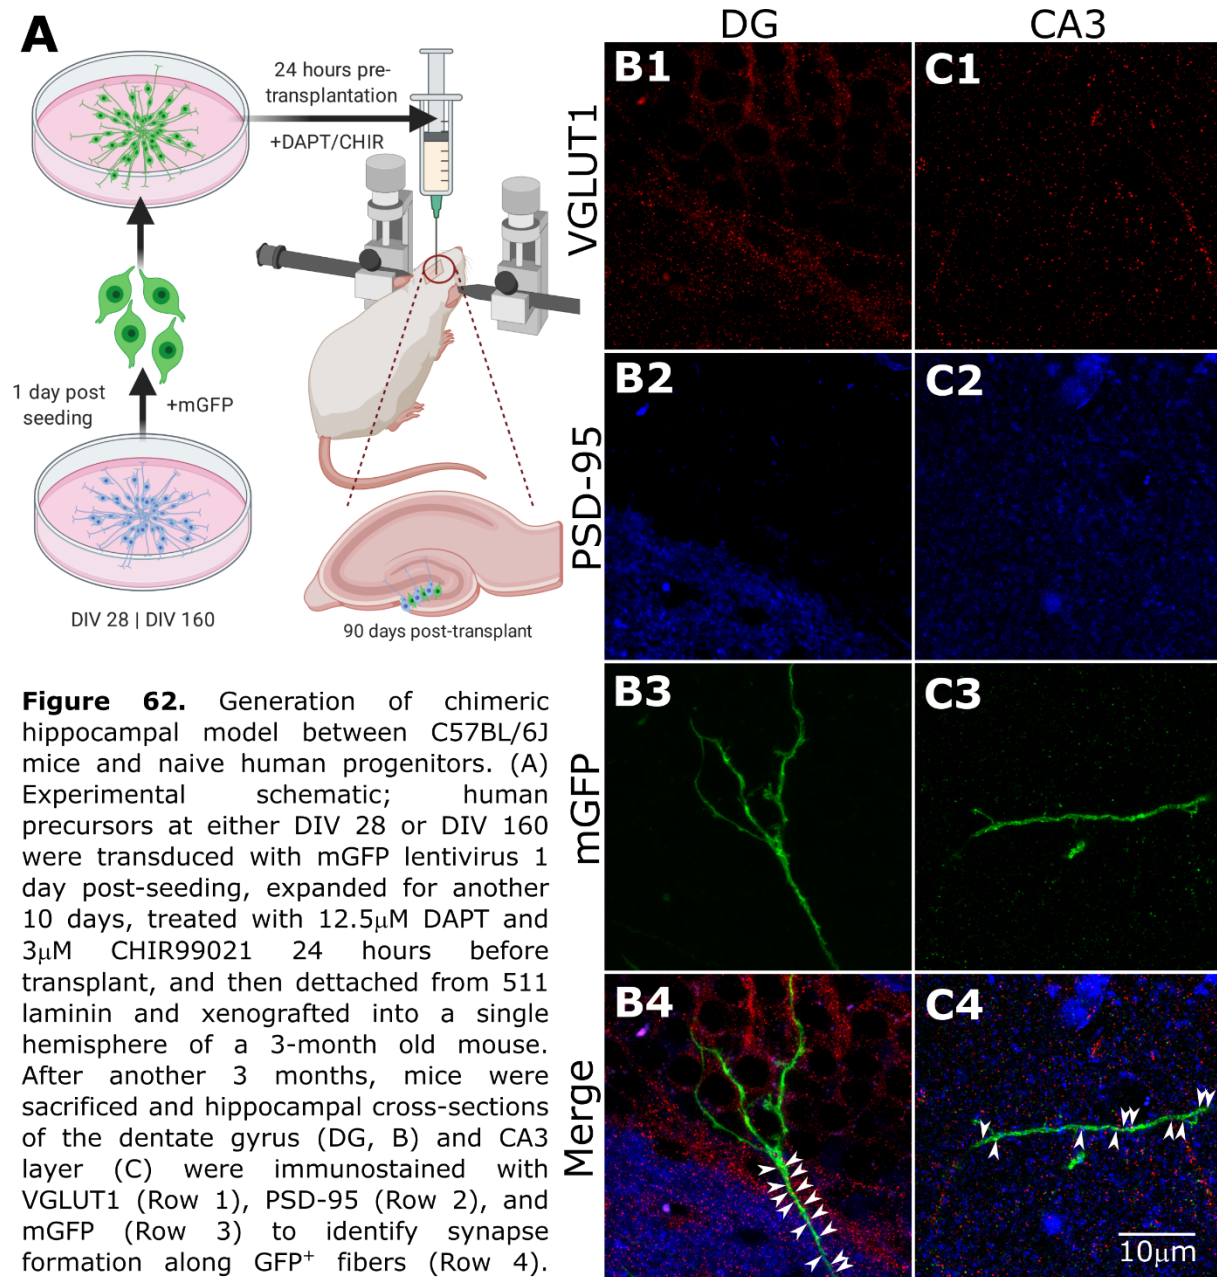 A
24 hours pre-
transplantation
+DAPT/CHIR
1 day post
seeding
+mGFP
DIV 28 | DIV 160
90 days post-transplant
Figure 62. Generation of chimeric
hippocampal model between C57BL/6J
mice and naive human progenitors. (A)
Experimental schematic; human
precursors at either DIV 28 or DIV 160
were transduced with mGFP lentivirus 1
day post-seeding, expanded for another
10 days, treated with 12.5μM DAPT and
3μM CHIR99021 24 hours before
transplant, and then dettached from 511
laminin and xenografted into a single
hemisphere of a 3-month old mouse.
After another 3 months, mice were
sacrificed and hippocampal cross-sections
of the dentate gyrus (DG, B) and CA3
layer (C) were immunostained with
VGLUT1 (Row 1), PSD-95 (Row 2), and
mGFP (Row 3) to identify synapse
formation along GFP⁺ fibers (Row 4).
DG
CA3
VGLUT1
B1
C1
PSD-95
B2
C2
mGFP
B3
C3
Merge
B4
C4
10μm